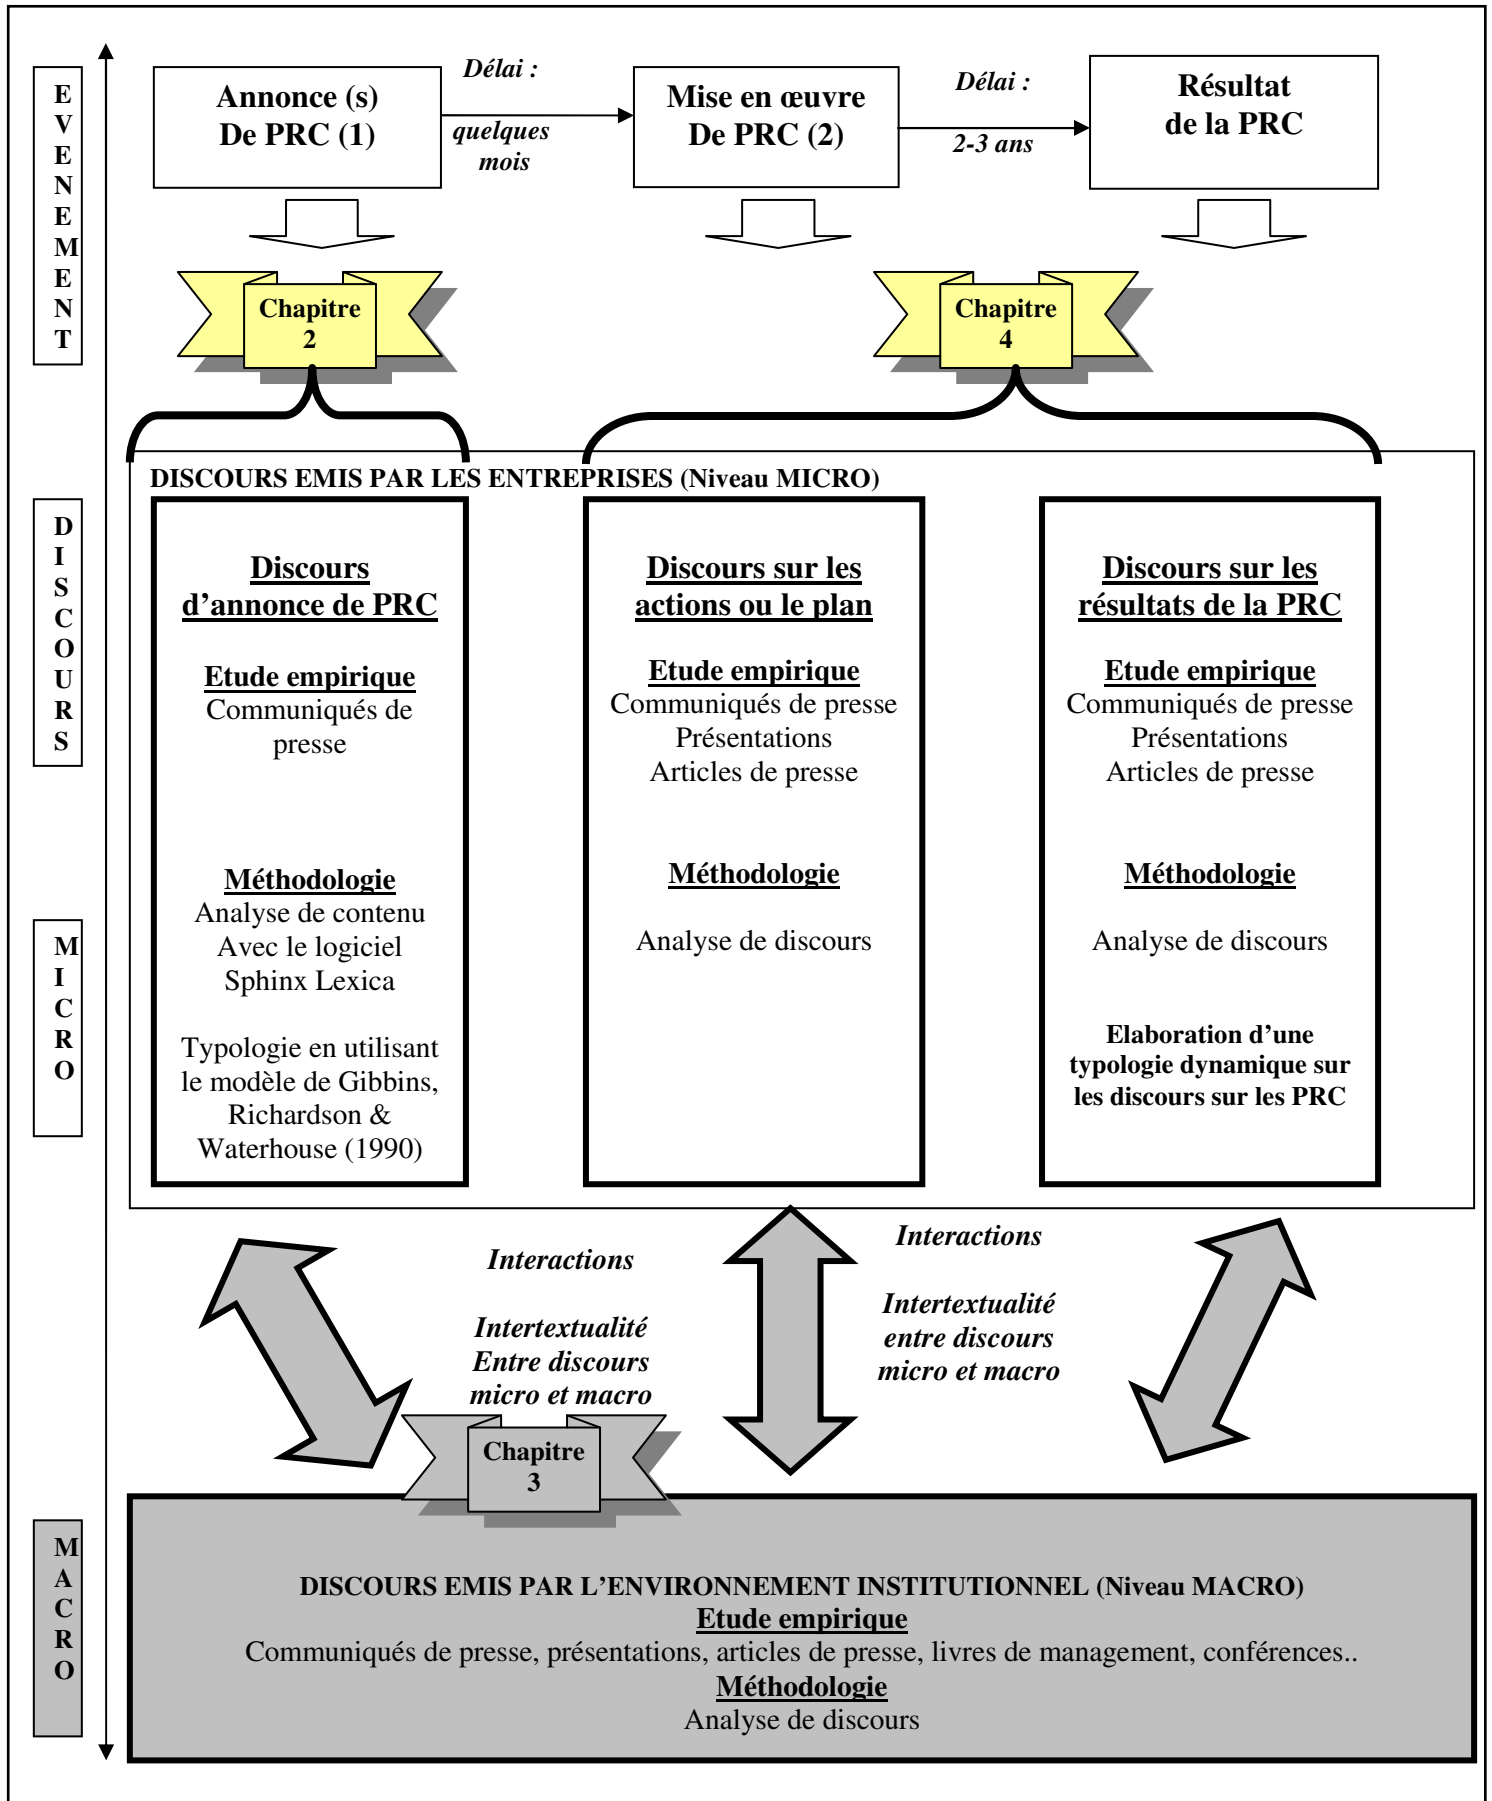 EVENEMENT
Annonce (s)
De PRC (1)
Délai :
quelques
mois
Mise en œuvre
De PRC (2)
Délai :
2-3 ans
Résultat
de la PRC
Chapitre
2
Chapitre
4
DISCOURS
MICRO
DISCOURS EMIS PAR LES ENTREPRISES (Niveau MICRO)
Discours
d’annonce de PRC
Etude empirique
Communiqués de
presse
Méthodologie
Analyse de contenu
Avec le logiciel
Sphinx Lexica
Typologie en utilisant
le modèle de Gibbins,
Richardson &
Waterhouse (1990)
Discours sur les
actions ou le plan
Etude empirique
Communiqués de presse
Présentations
Articles de presse
Méthodologie
Analyse de discours
Discours sur les
résultats de la PRC
Etude empirique
Communiqués de presse
Présentations
Articles de presse
Méthodologie
Analyse de discours
Elaboration d’une
typologie dynamique sur
les discours sur les PRC
Interactions
Intertextualité
Entre discours
micro et macro
Interactions
Intertextualité
entre discours
micro et macro
Chapitre
3
MACRO
DISCOURS EMIS PAR L’ENVIRONNEMENT INSTITUTIONNEL (Niveau MACRO)
Etude empirique
Communiqués de presse, présentations, articles de presse, livres de management, conférences..
Méthodologie
Analyse de discours